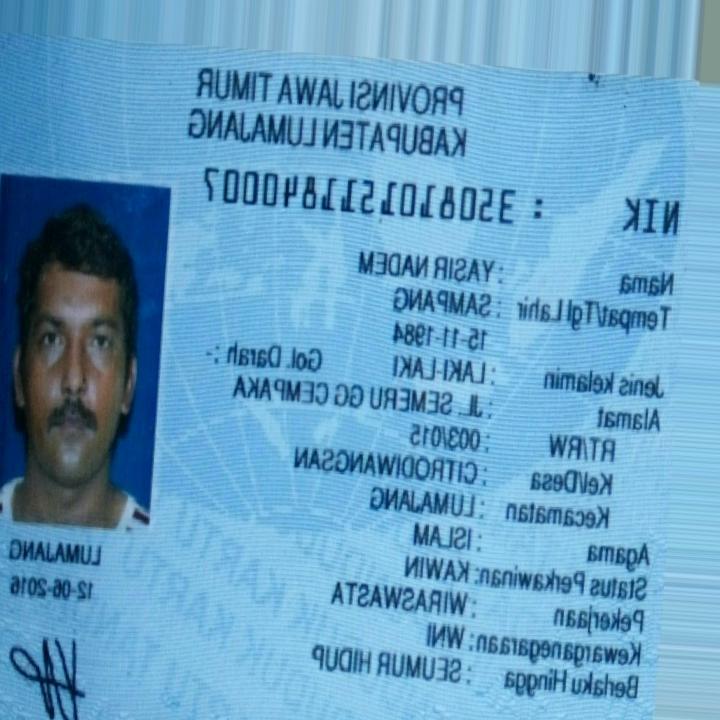 PROVINSI JAWA TIMUR
KABUPATEN LUMAJANG
NIK : 3508101511840007
Nama : YASIR NADEM
Tempat/Tgl Lahir : SAMPANG
15-11-1984
Jenis kelamin : LAKI-LAKI Gol. Darah : -
Alamat : JL. SEMERU GG CEMPAKA
RT/RW : 003/015
Kel/Desa : CITRODIWANGSAN
Kecamatan : LUMAJANG
Agama : ISLAM
Status Perkawinan: KAWIN
Pekerjaan : WIRASWASTA
Kewarganegaraan: WNI
Berlaku Hingga : SEUMUR HIDUP
LUMAJANG
12-06-2016